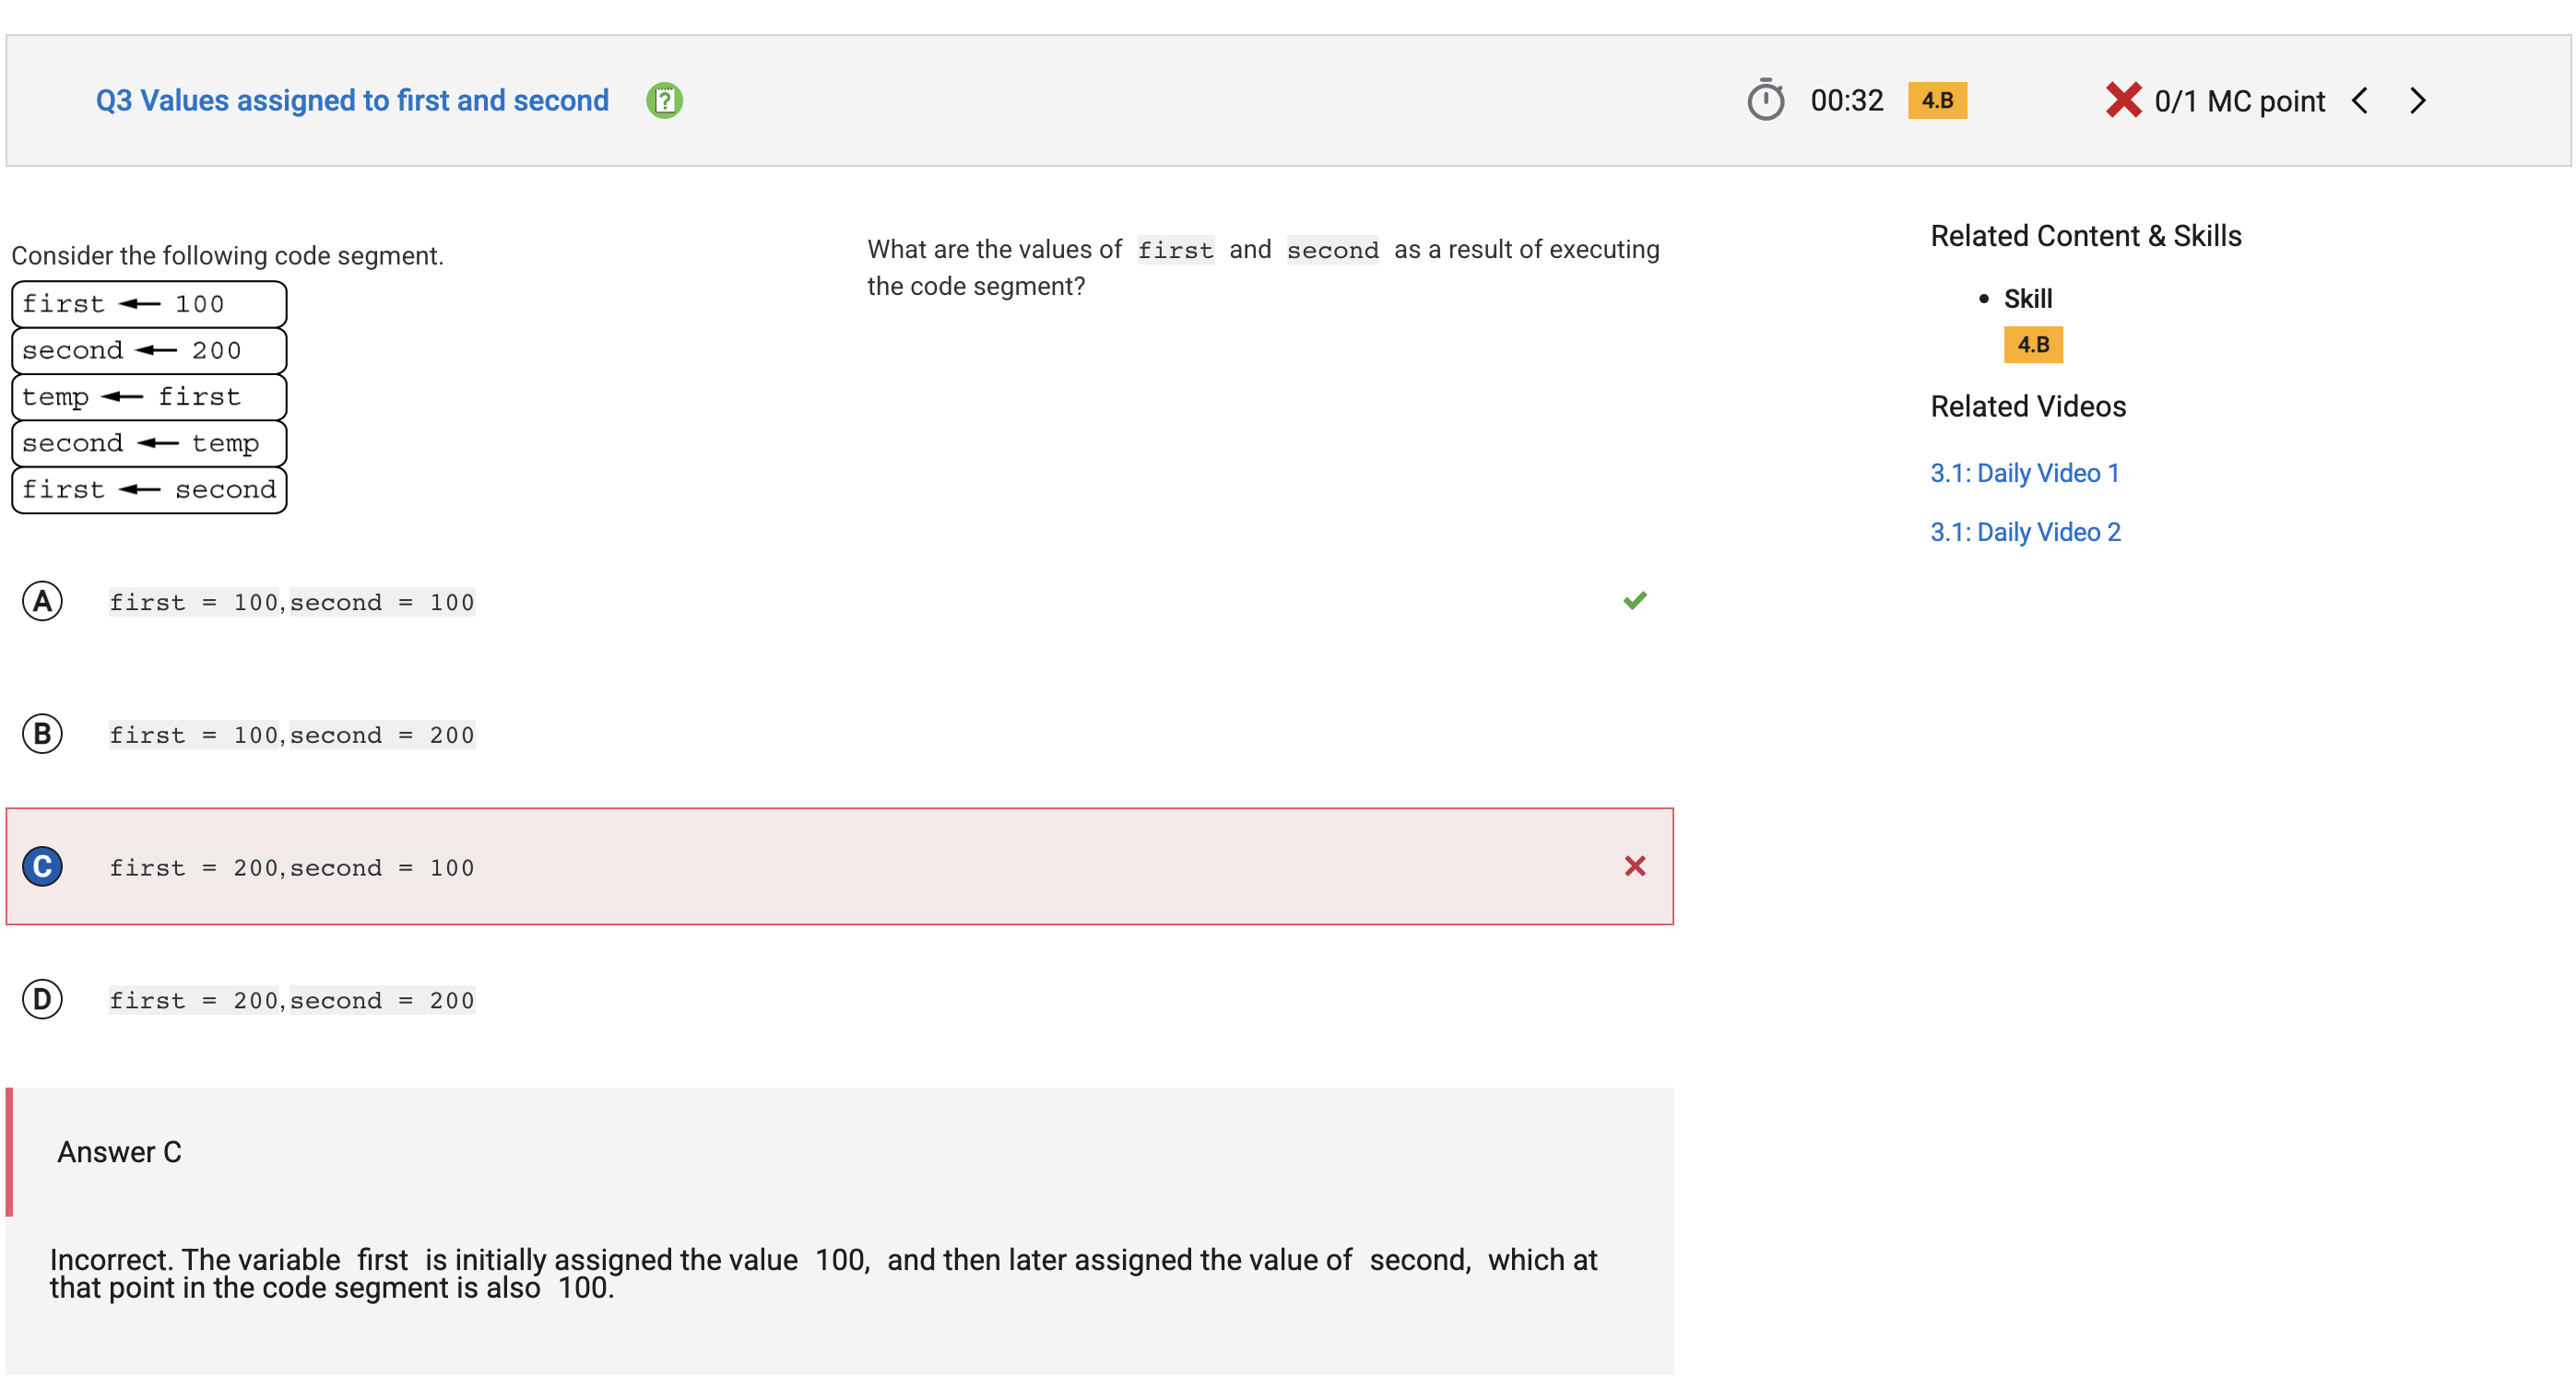 Q3 Values assigned to first and second
00:32 4.B 0/1 MC point
Consider the following code segment.
first ← 100
second ← 200
temp ← first
second ← temp
first ← second
What are the values of first and second as a result of executing
the code segment?
A first = 100, second = 100
B first = 100, second = 200
C first = 200, second = 100
D first = 200, second = 200
Answer C
Incorrect. The variable first is initially assigned the value 100, and then later assigned the value of second, which at
that point in the code segment is also 100.
Related Content & Skills
• Skill
4.B
Related Videos
3.1: Daily Video 1
3.1: Daily Video 2